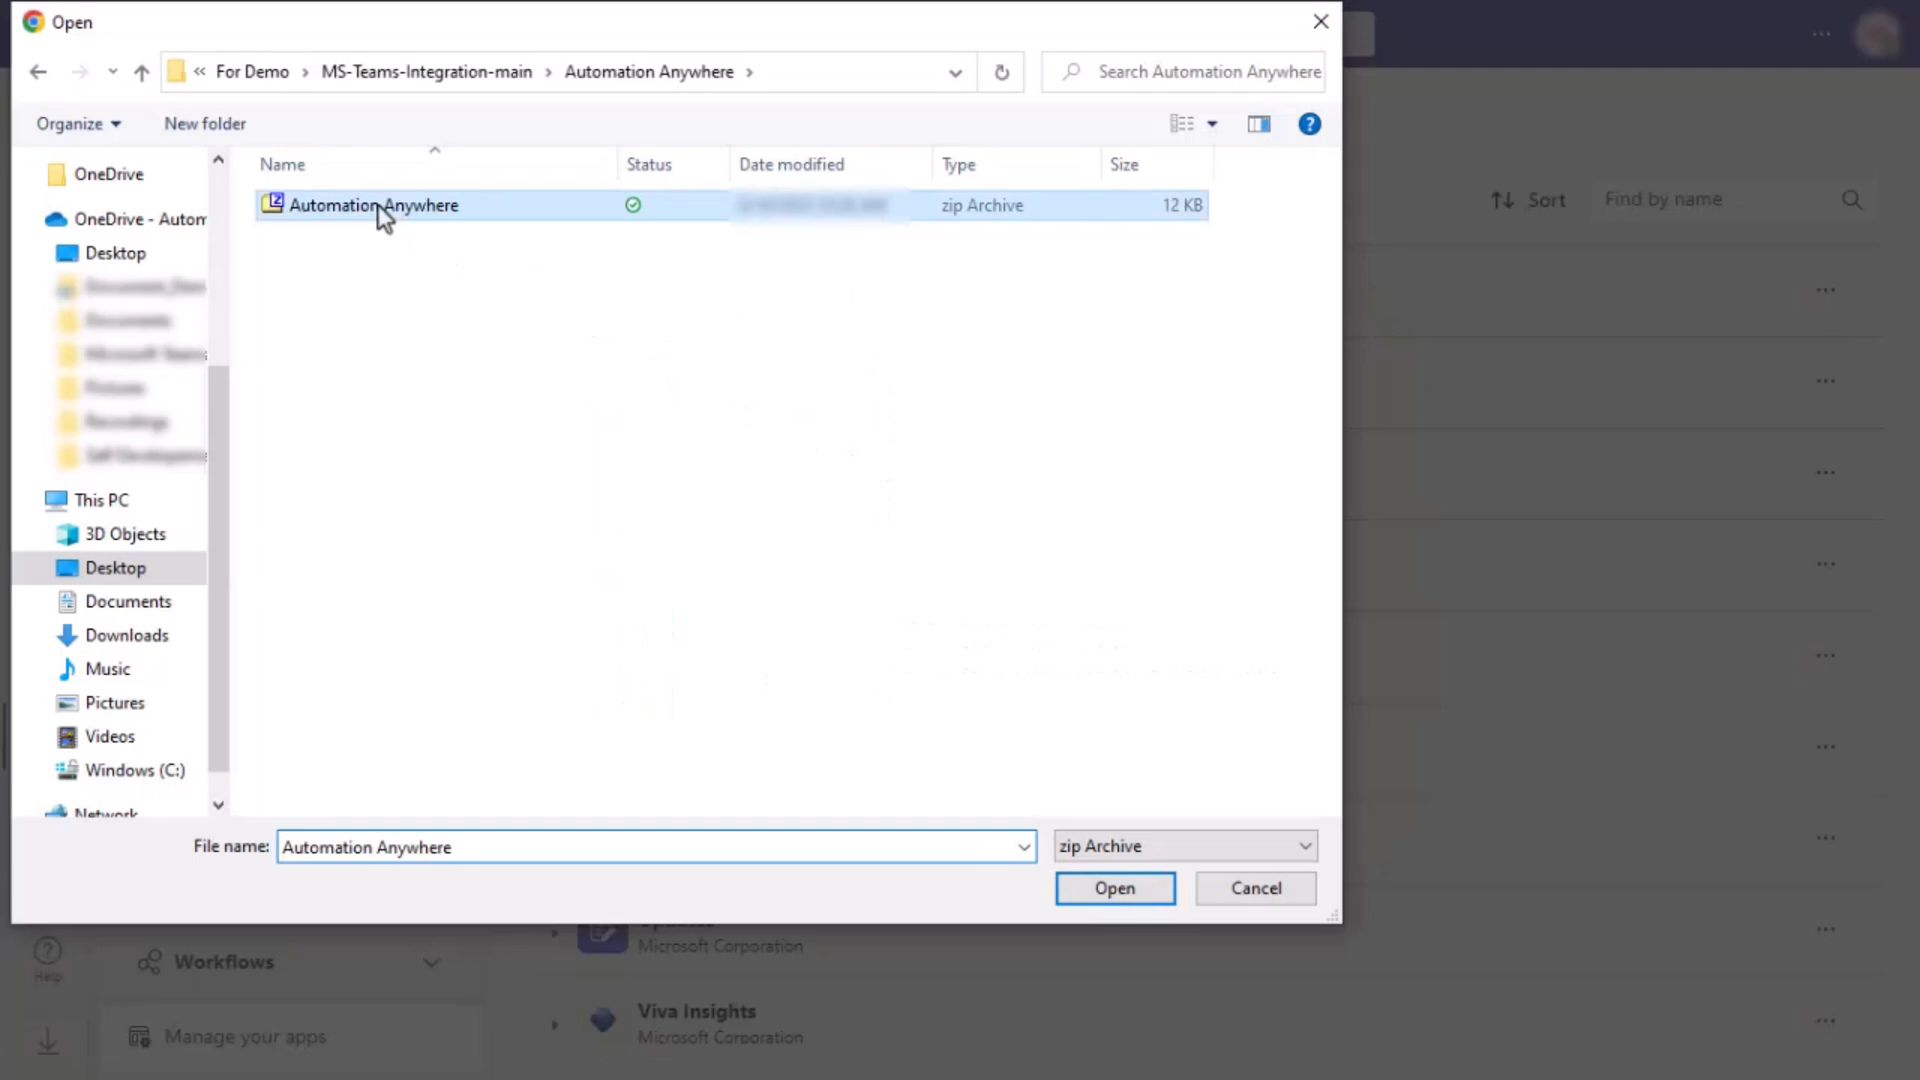 Open
« For Demo › MS-Teams-Integration-main › Automation Anywhere ›
Search Automation Anywhere
Organize
New folder
?
Name
Status
Date modified
Type
Size
OneDrive
Automation Anywhere
zip Archive
12 KB
OneDrive - Autom
Desktop
Sort
Find by name
This PC
3D Objects
Desktop
Documents
Downloads
Music
Pictures
Videos
Windows (C:)
Network
File name:
Automation Anywhere
zip Archive
Open
Cancel
Microsoft Corporation
Help
Workflows
Viva Insights
Microsoft Corporation
Manage your apps